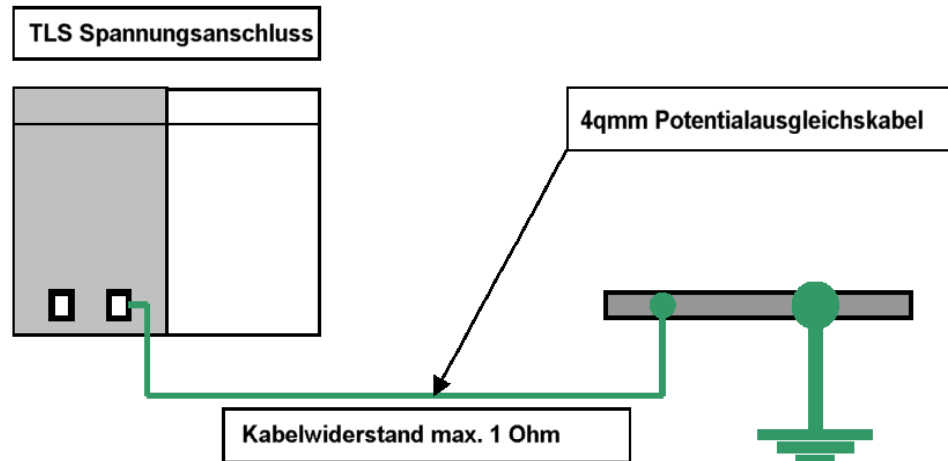 TLS Spannungsanschluss
4qmm Potentialausgleichskabel
Kabelwiderstand max. 1 Ohm